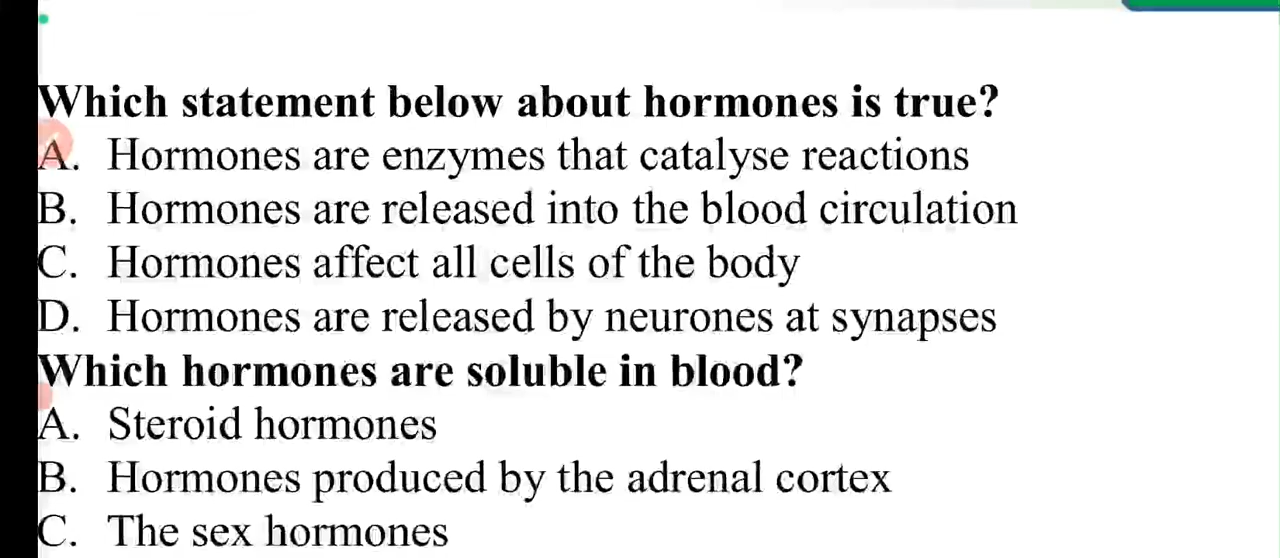 Which statement below about hormones is true?
A. Hormones are enzymes that catalyse reactions
B. Hormones are released into the blood circulation
C. Hormones affect all cells of the body
D. Hormones are released by neurones at synapses
Which hormones are soluble in blood?
A. Steroid hormones
B. Hormones produced by the adrenal cortex
C. The sex hormones